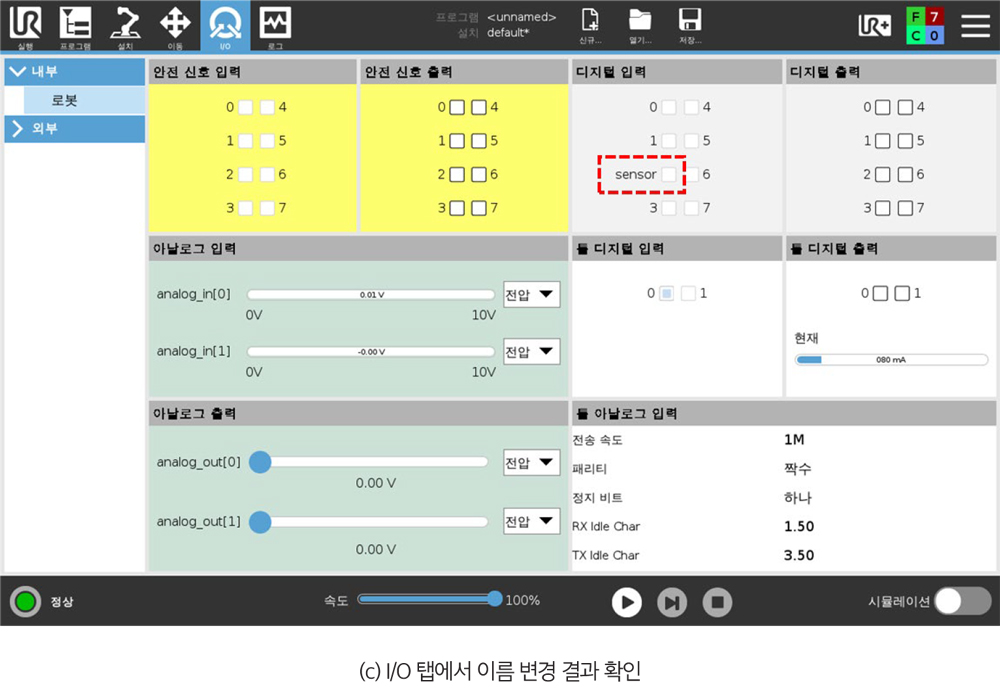 UR
실행
프로그램
설치
이동
I/O
로그
프로그램 <unnamed>
설치 default*
신규...
열기...
저장...
UR+
F 7
C 0
내부
로봇
외부
안전 신호 입력
0 4
1 5
2 6
3 7
안전 신호 출력
0 4
1 5
2 6
3 7
디지털 입력
0 4
1 5
sensor 6
3 7
디지털 출력
0 4
1 5
2 6
3 7
아날로그 입력
analog_in[0] 0.01 V 전압
0V 10V
analog_in[1] -0.00 V 전압
0V 10V
툴 디지털 입력
0 1
툴 디지털 출력
0 1
현재
080 mA
아날로그 출력
analog_out[0] 전압
0.00 V
analog_out[1] 전압
0.00 V
툴 아날로그 입력
전송 속도 1M
패리티 짝수
정지 비트 하나
RX Idle Char 1.50
TX Idle Char 3.50
정상
속도 100%
시뮬레이션
(c) I/O 탭에서 이름 변경 결과 확인